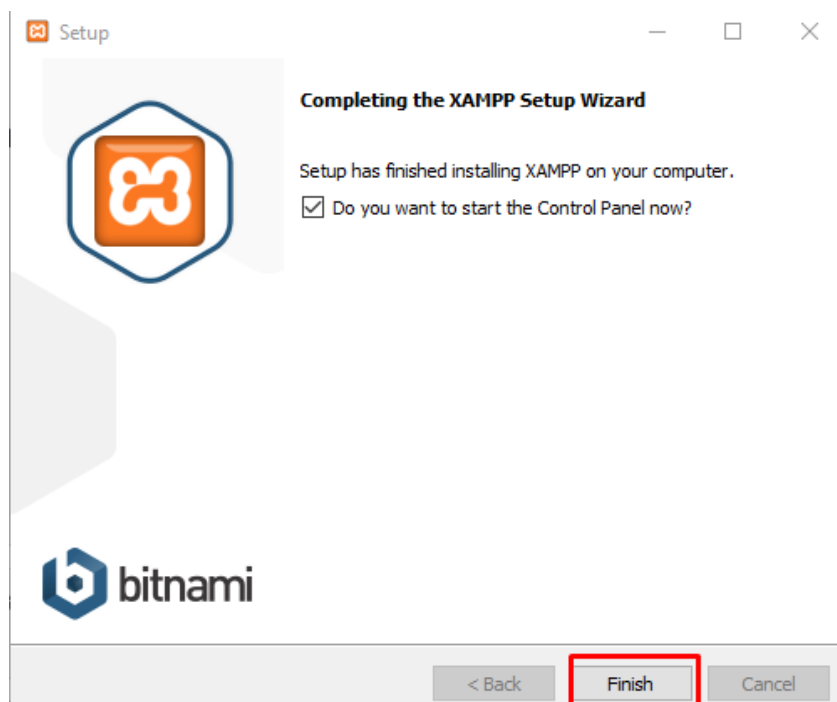 Setup
Completing the XAMPP Setup Wizard
Setup has finished installing XAMPP on your computer.
Do you want to start the Control Panel now?
bitnami
< Back Finish Cancel